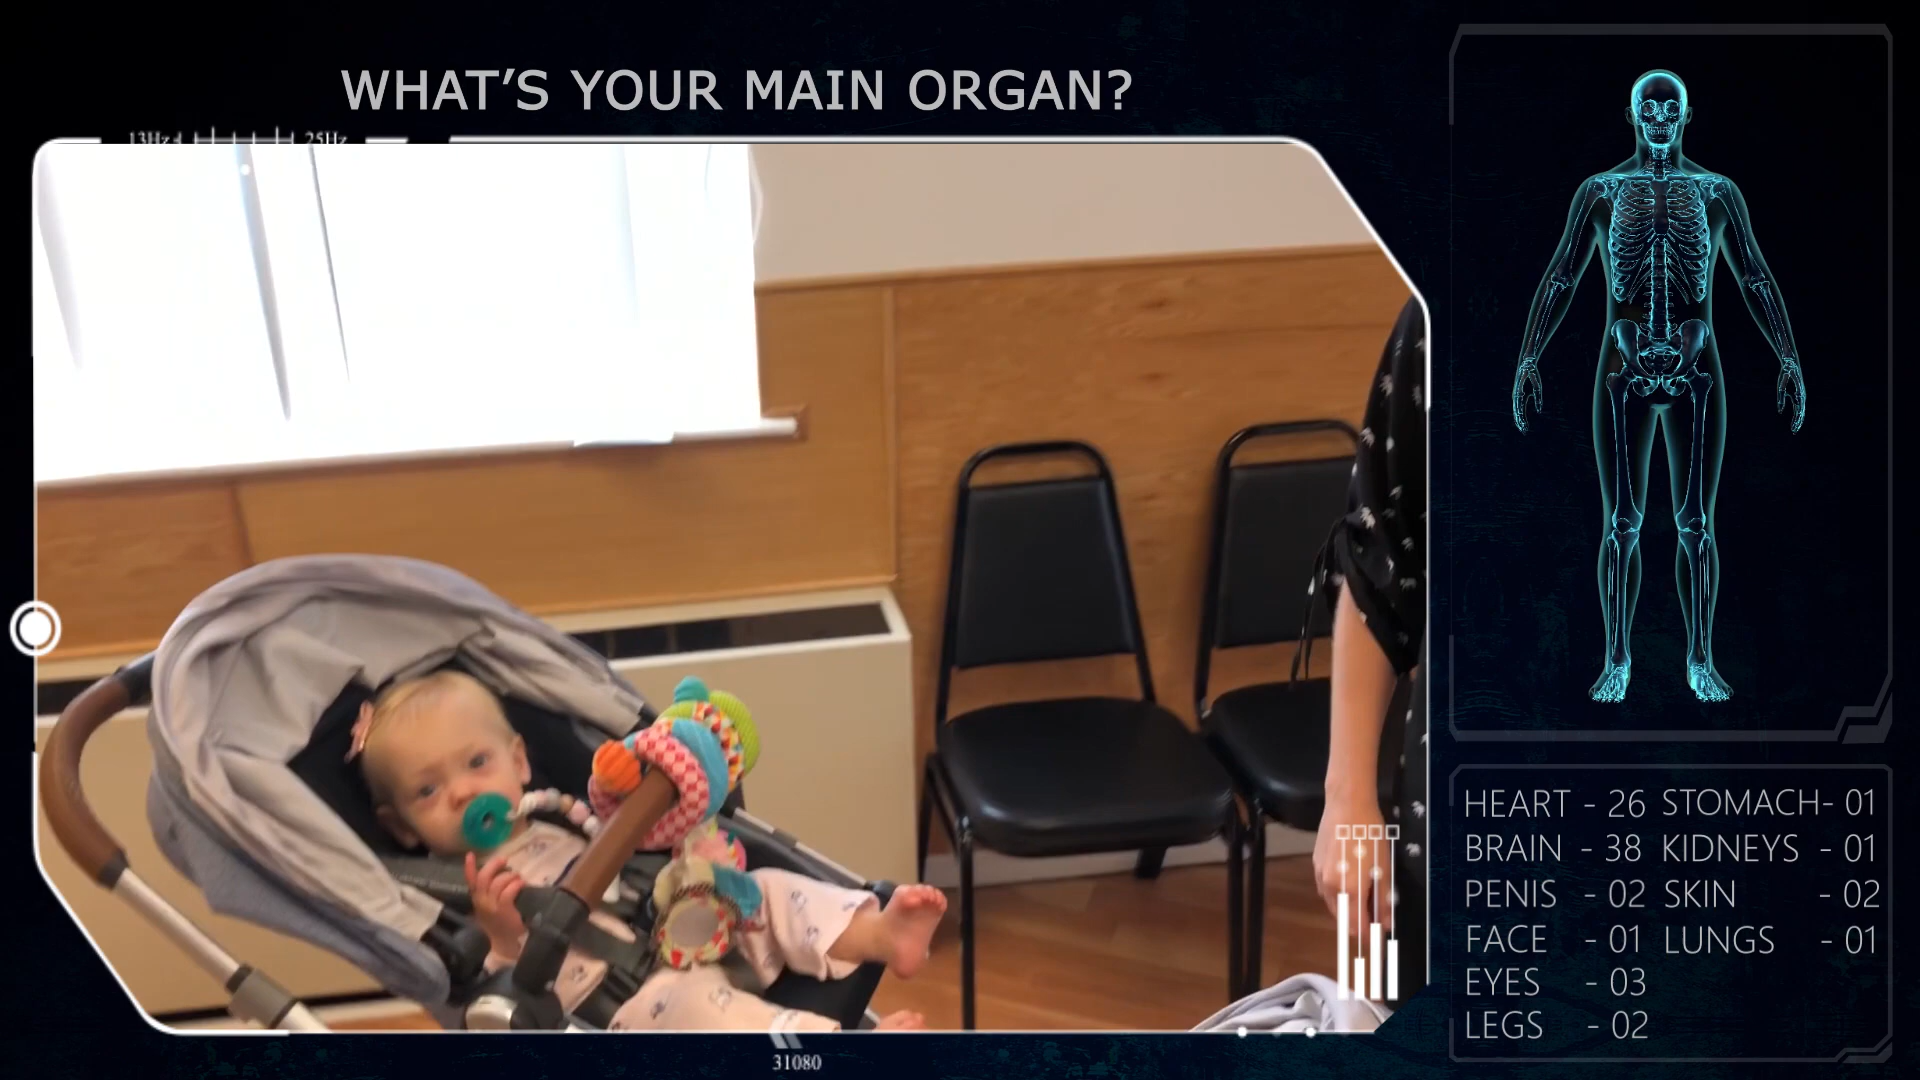 WHAT'S YOUR MAIN ORGAN?
13Hz 25Hz
HEART - 26 STOMACH- 01
BRAIN - 38 KIDNEYS - 01
PENIS - 02 SKIN - 02
FACE - 01 LUNGS - 01
EYES - 03
LEGS - 02
31080